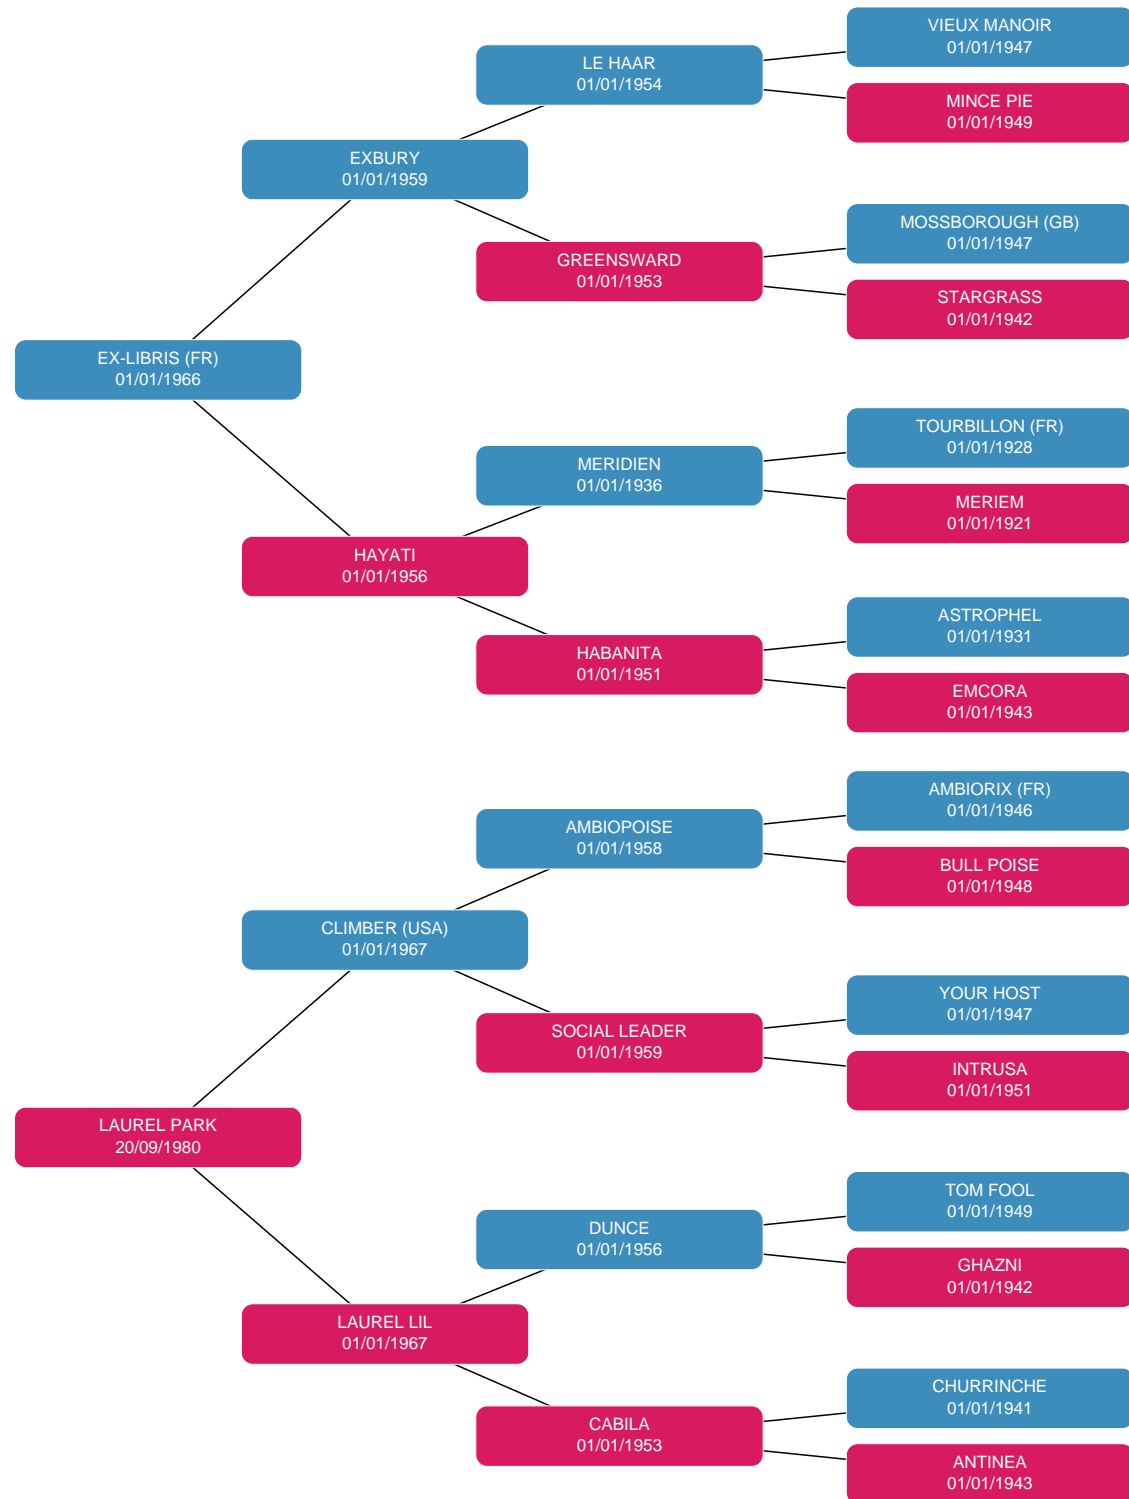 VIEUX MANOIR
01/01/1947
LE HAAR
01/01/1954
MINCE PIE
01/01/1949
EXBURY
01/01/1959
MOSSBOROUGH (GB)
01/01/1947
GREENSWARD
01/01/1953
STARGRASS
01/01/1942
EX-LIBRIS (FR)
01/01/1966
TOURBILLON (FR)
01/01/1928
MERIDIEN
01/01/1936
MERIEM
01/01/1921
HAYATI
01/01/1956
ASTROPHEL
01/01/1931
HABANITA
01/01/1951
EMCORA
01/01/1943
AMBIORIX (FR)
01/01/1946
AMBIOPOISE
01/01/1958
BULL POISE
01/01/1948
CLIMBER (USA)
01/01/1967
YOUR HOST
01/01/1947
SOCIAL LEADER
01/01/1959
INTRUSA
01/01/1951
LAUREL PARK
20/09/1980
TOM FOOL
01/01/1949
DUNCE
01/01/1956
GHAZNI
01/01/1942
LAUREL LIL
01/01/1967
CHURRINCHE
01/01/1941
CABILA
01/01/1953
ANTINEA
01/01/1943